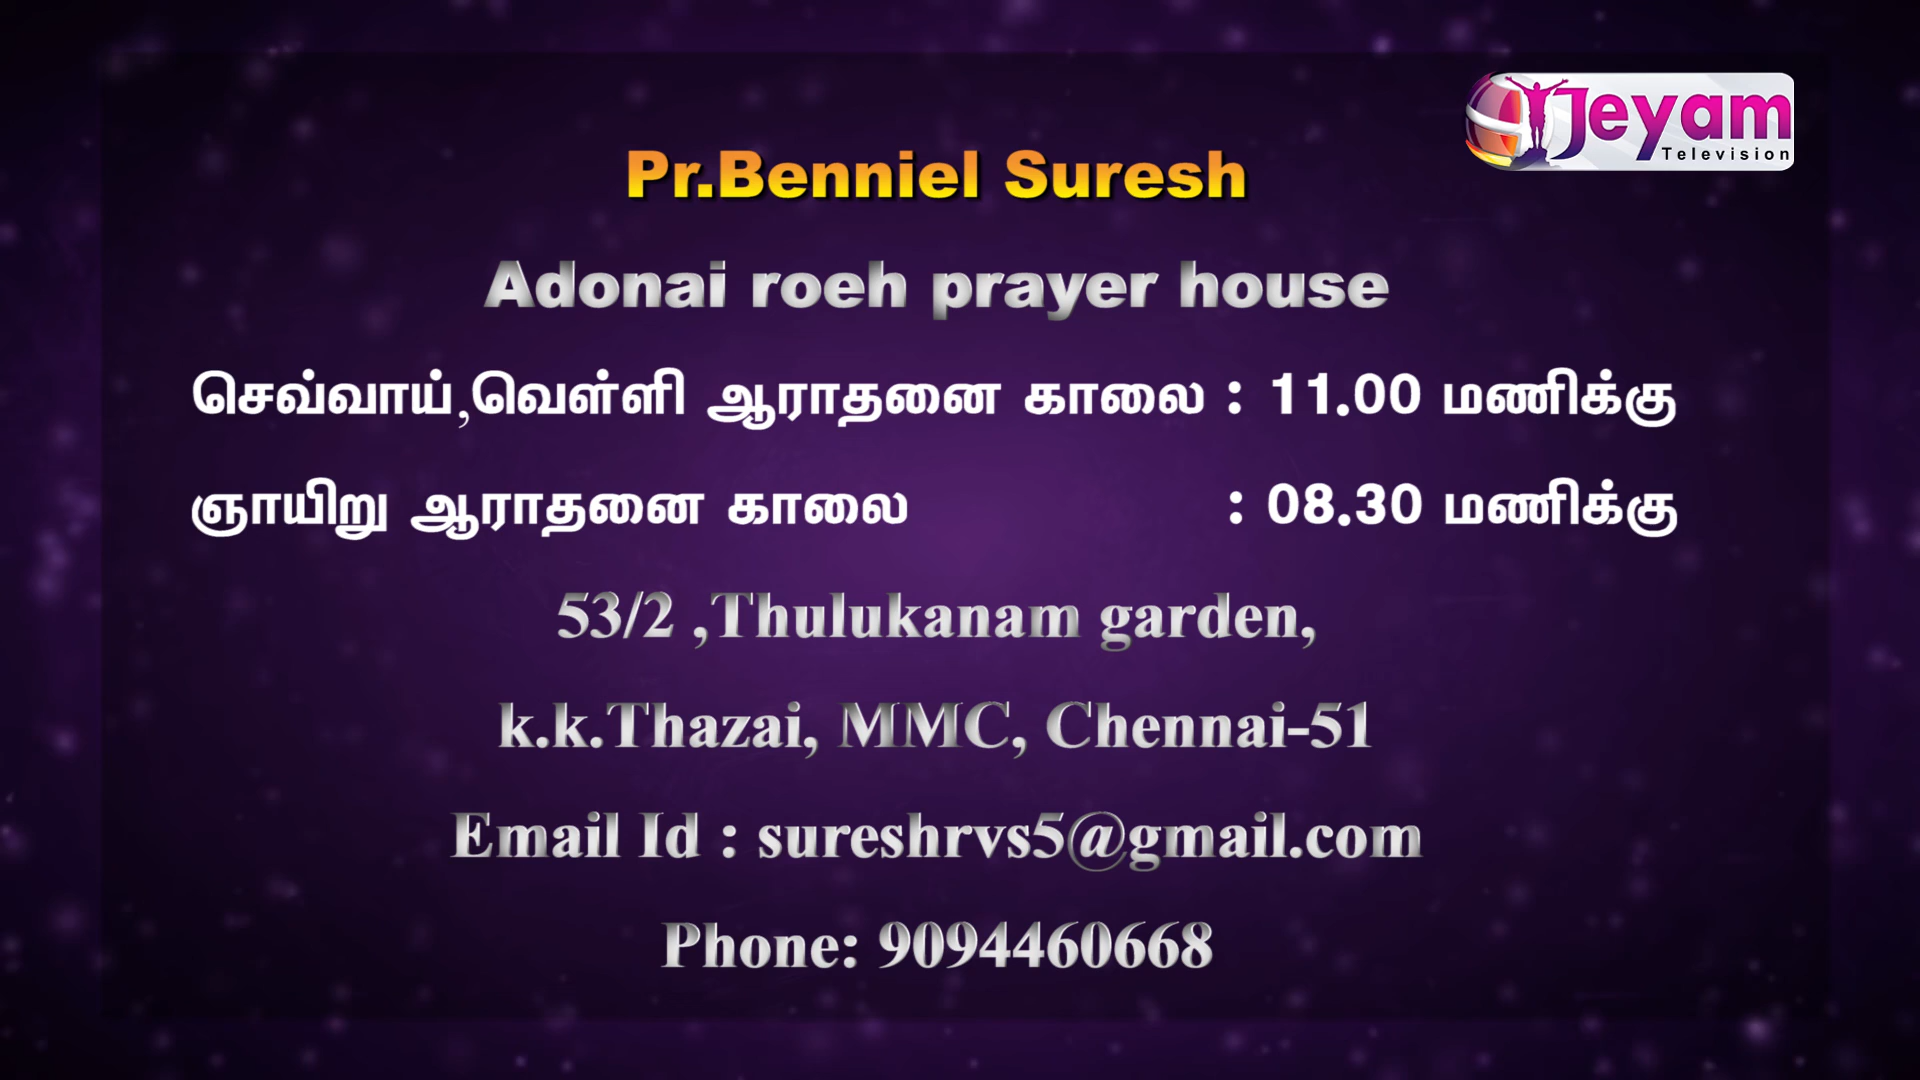 Jeyam
Television
Pr.Benniel Suresh
Adonai roeh prayer house
செவ்வாய்,வெள்ளி ஆராதனை காலை : 11.00 மணிக்கு
ஞாயிறு ஆராதனை காலை : 08.30 மணிக்கு
53/2 ,Thulukanam garden,
k.k.Thazai, MMC, Chennai-51
Email Id : sureshrvs5@gmail.com
Phone: 9094460668